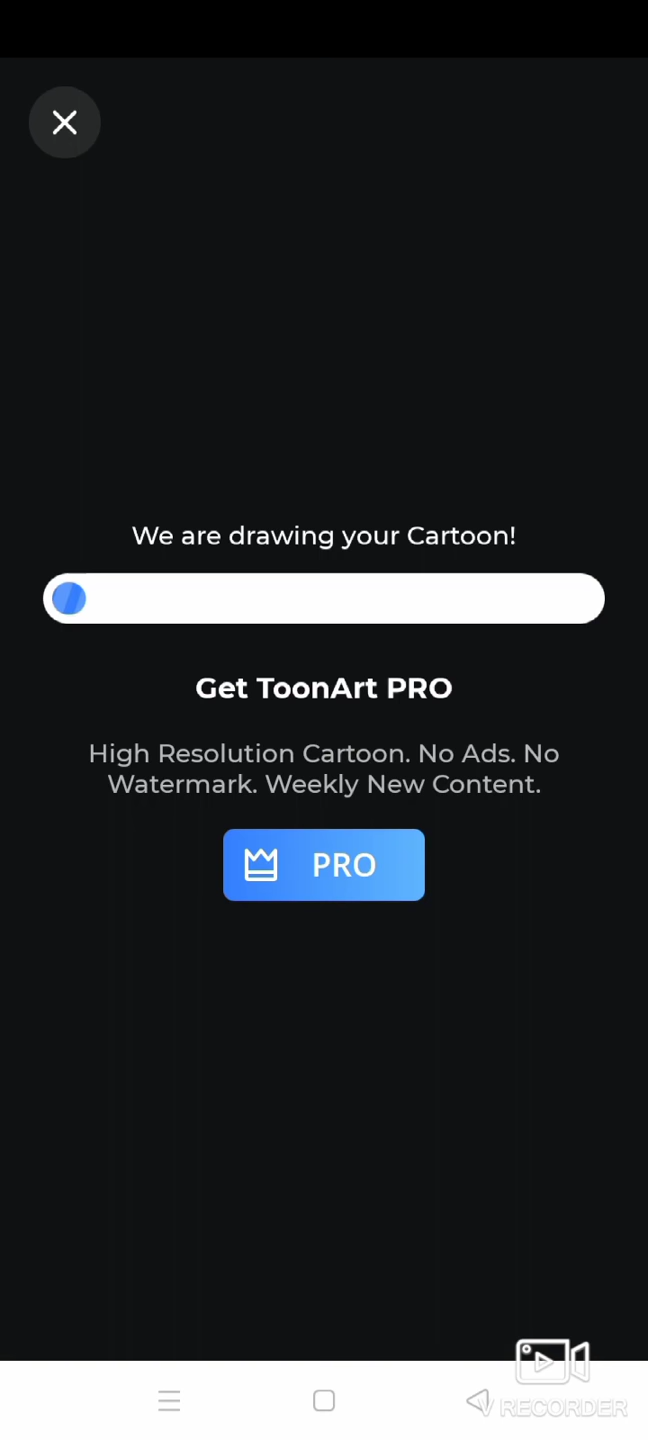 We are drawing your Cartoon!
Get ToonArt PRO
High Resolution Cartoon. No Ads. No
Watermark. Weekly New Content.
PRO
V RECORDER